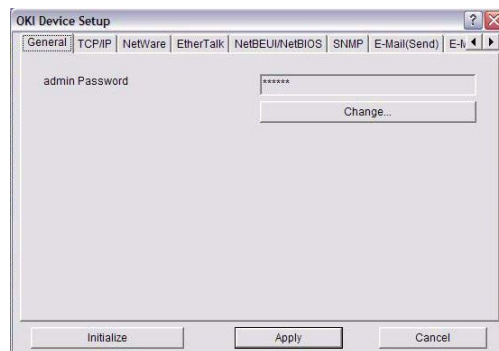 OKI Device Setup
General TCP/IP NetWare EtherTalk NetBEUI/NetBIOS SNMP E-Mail(Send)
admin Password ******
Change...
Initialize Apply Cancel